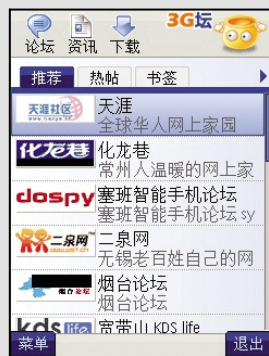 3G坛
论坛 资讯 下载
推荐 热帖 书签
天涯社区 天涯
全球华人网上家园
化龙巷 化龙巷
常州人温暖的网上家
dospy 塞班智能手机论坛
塞班智能手机论坛 sy
二泉网 二泉网
无锡老百姓自己的网
烟台论坛 烟台论坛
烟台论坛
kds life 宽带山 KDS life
菜单 退出